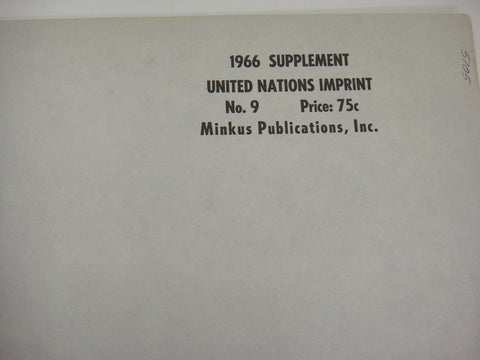 1966 SUPPLEMENT
UNITED NATIONS IMPRINT
No. 9 Price: 75c
Minkus Publications, Inc.